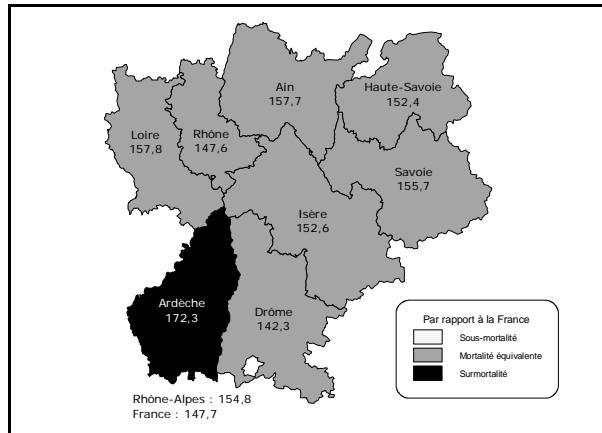 Ain
157,7
Haute-Savoie
152,4
Loire
157,8
Rhône
147,6
Savoie
155,7
Isère
152,6
Ardèche
172,3
Drôme
142,3
Par rapport à la France
Sous-mortalité
Mortalité équivalente
Surmortalité
Rhône-Alpes : 154,8
France : 147,7